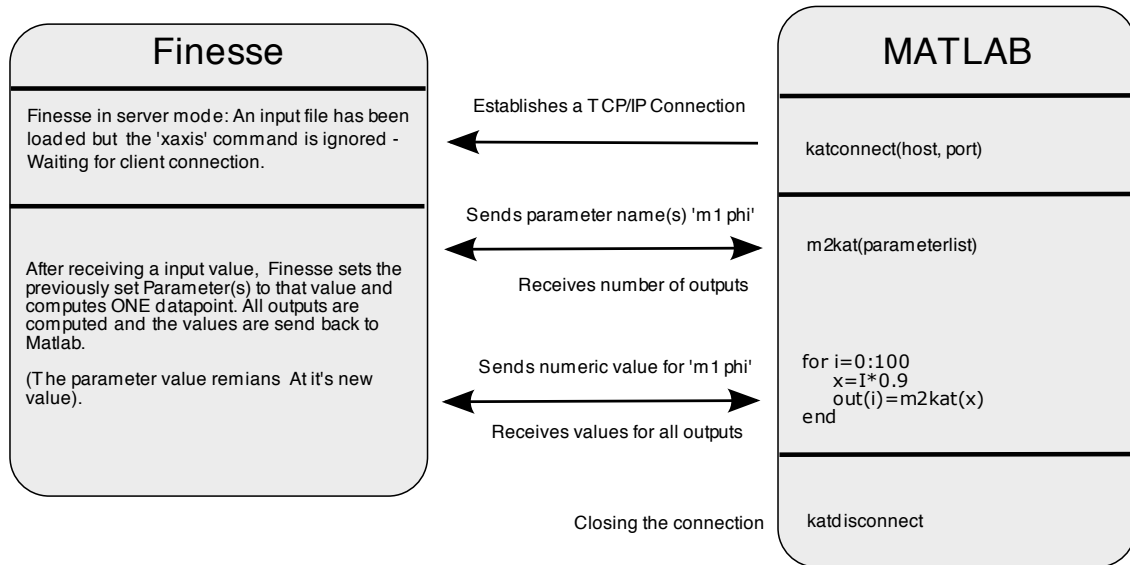 Finesse
Finesse in server mode: An input file has been
loaded but the 'xaxis' command is ignored -
Waiting for client connection.
After receiving a input value, Finesse sets the
previously set Parameter(s) to that value and
computes ONE datapoint. All outputs are
computed and the values are send back to
Matlab.
(The parameter value remians At it's new
value).
Establishes a TCP/IP Connection
Sends parameter name(s) 'm1 phi'
Receives number of outputs
Sends numeric value for 'm1 phi'
Receives values for all outputs
Closing the connection
MATLAB
katconnect(host, port)
m2kat(parameterlist)
for i=0:100
x=I*0.9
out(i)=m2kat(x)
end
katdisconnect